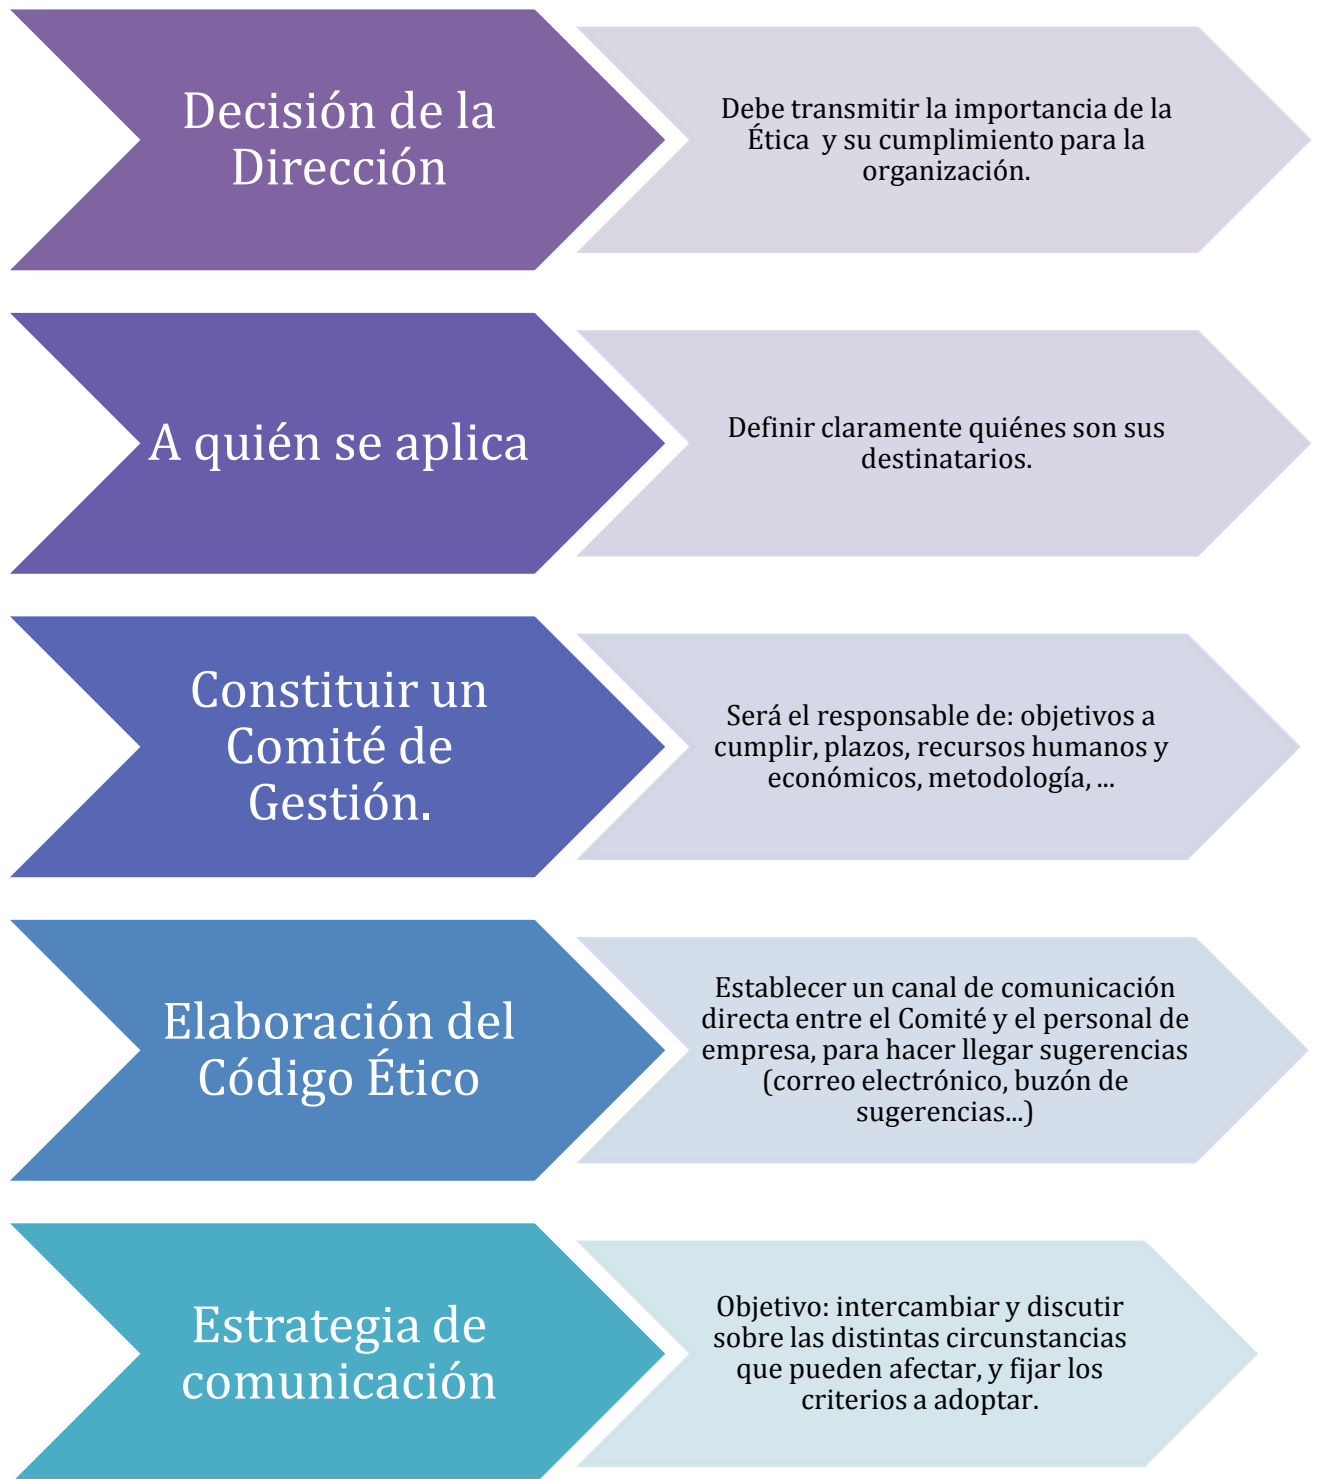 Decisión de la
Dirección
Debe transmitir la importancia de la
Ética y su cumplimiento para la
organización.
A quién se aplica
Definir claramente quiénes son sus
destinatarios.
Constituir un
Comité de
Gestión.
Será el responsable de: objetivos a
cumplir, plazos, recursos humanos y
económicos, metodología, ...
Elaboración del
Código Ético
Establecer un canal de comunicación
directa entre el Comité y el personal de
empresa, para hacer llegar sugerencias
(correo electrónico, buzón de
sugerencias...)
Estrategia de
comunicación
Objetivo: intercambiar y discutir
sobre las distintas circunstancias
que pueden afectar, y fijar los
criterios a adoptar.